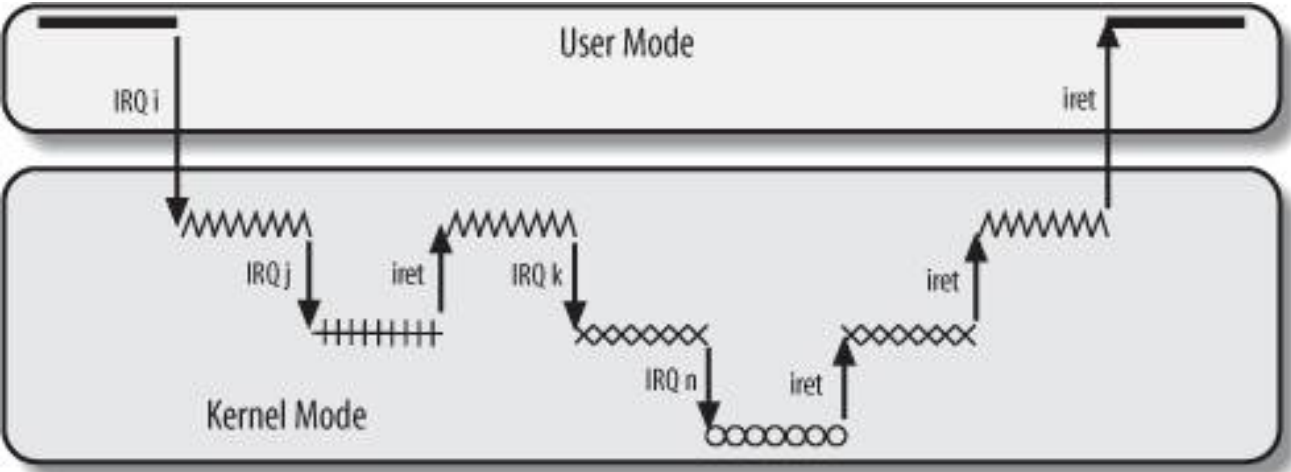 User Mode
IRQ i
iret
IRQ j
iret
IRQ k
iret
IRQ n
iret
Kernel Mode